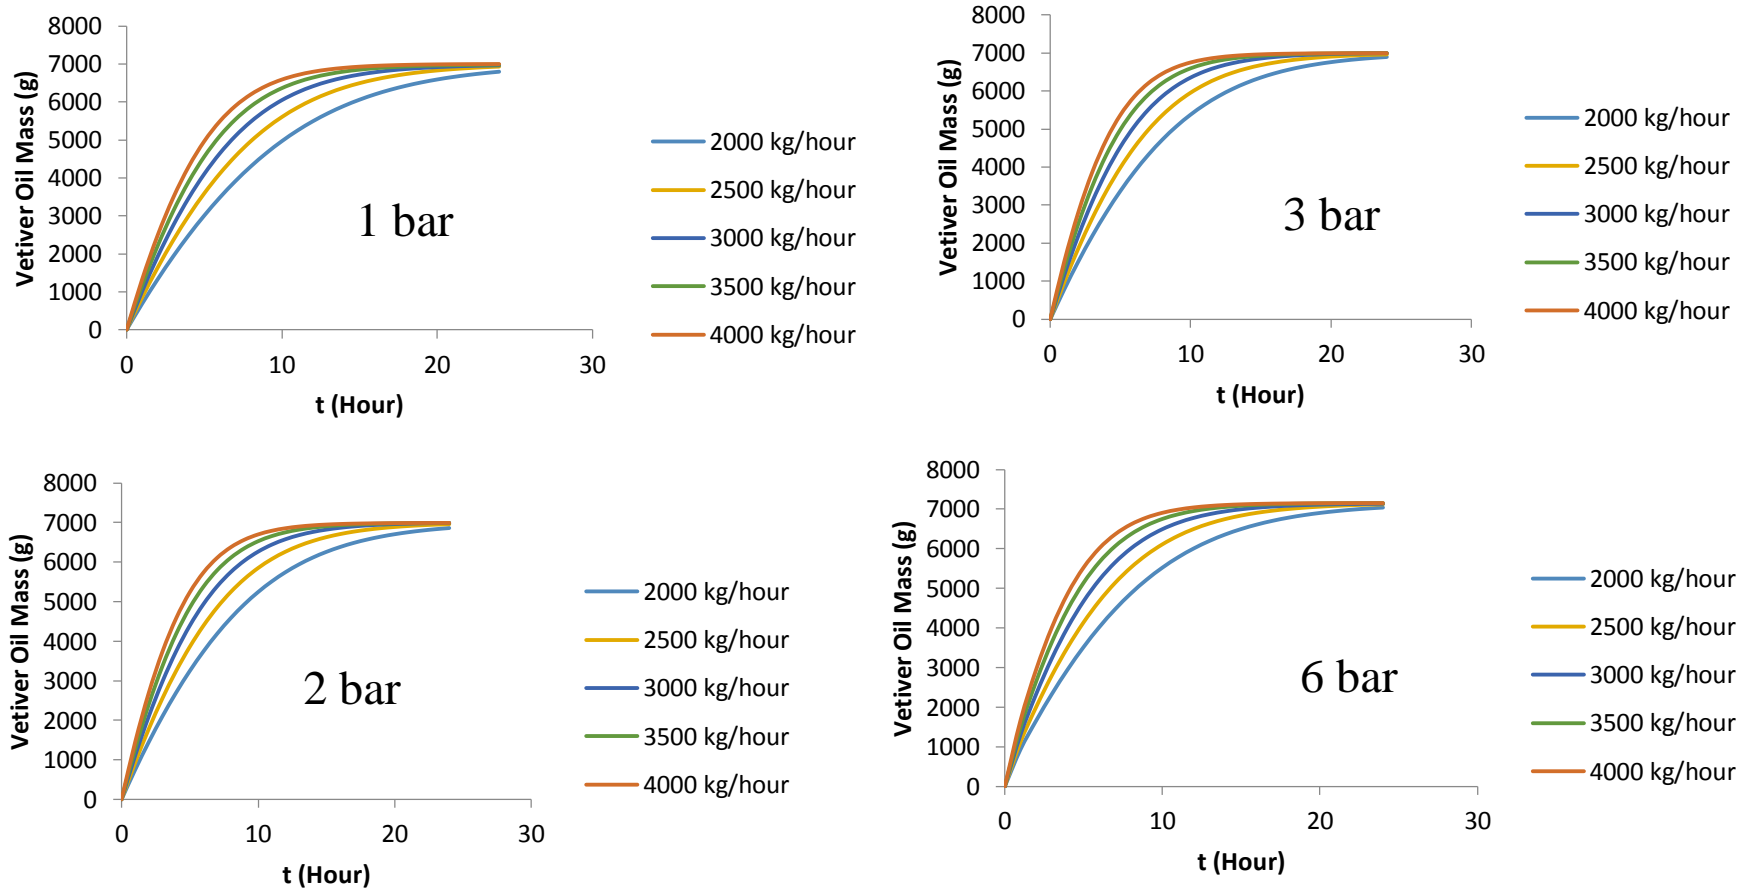 8000
7000
6000
5000
4000
3000
2000
1000
0
Vetiver Oil Mass (g)
0 10 20 30
t (Hour)
1 bar
2000 kg/hour
2500 kg/hour
3000 kg/hour
3500 kg/hour
4000 kg/hour
8000
7000
6000
5000
4000
3000
2000
1000
0
Vetiver Oil Mass (g)
0 10 20 30
t (Hour)
3 bar
2000 kg/hour
2500 kg/hour
3000 kg/hour
3500 kg/hour
4000 kg/hour
8000
7000
6000
5000
4000
3000
2000
1000
0
Vetiver Oil Mass (g)
0 10 20 30
t (Hour)
2 bar
2000 kg/hour
2500 kg/hour
3000 kg/hour
3500 kg/hour
4000 kg/hour
8000
7000
6000
5000
4000
3000
2000
1000
0
Vetiver Oil Mass (g)
0 10 20 30
t (Hour)
6 bar
2000 kg/hour
2500 kg/hour
3000 kg/hour
3500 kg/hour
4000 kg/hour